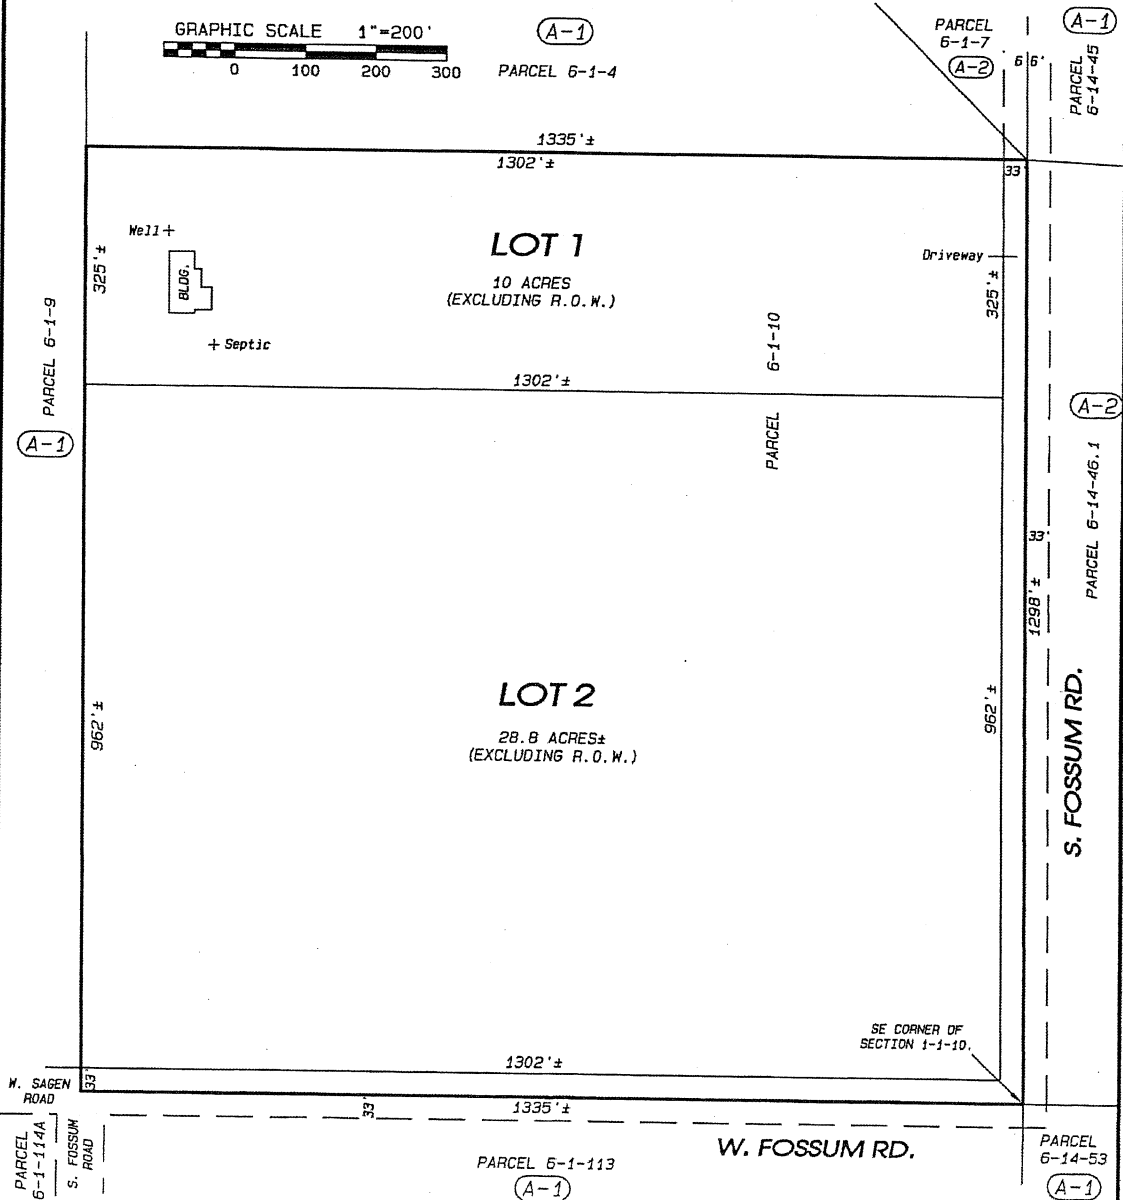 GRAPHIC SCALE 1"=200'
0 100 200 300
A-1
PARCEL 6-1-4
PARCEL
6-1-7
A-2
66'
A-1
PARCEL
6-14-45
1335'±
1302'±
33'
Well
BLDG.
Septic
325'±
LOT 1
10 ACRES
(EXCLUDING R.O.W.)
Driveway
325'±
PARCEL 6-1-10
PARCEL 6-1-9
A-1
1302'±
A-2
PARCEL 6-14-46.1
33'
1298'±
S. FOSSUM RD.
LOT 2
28.8 ACRES±
(EXCLUDING R.O.W.)
962'±
962'±
SE CORNER OF
SECTION 1-1-10.
1302'±
33'
W. SAGEN
ROAD
1335'±
33'
W. FOSSUM RD.
PARCEL
6-1-114A
S. FOSSUM
ROAD
PARCEL 6-1-113
A-1
PARCEL
6-14-53
A-1